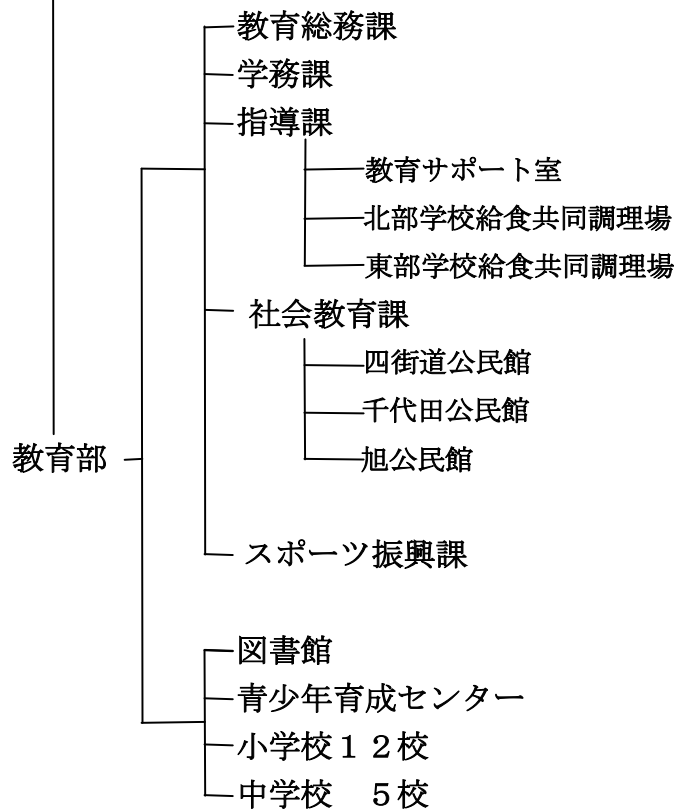 教育総務課
学務課
指導課
教育サポート室
北部学校給食共同調理場
東部学校給食共同調理場
社会教育課
四街道公民館
千代田公民館
教育部
旭公民館
スポーツ振興課
図書館
青少年育成センター
小学校１２校
中学校　５校